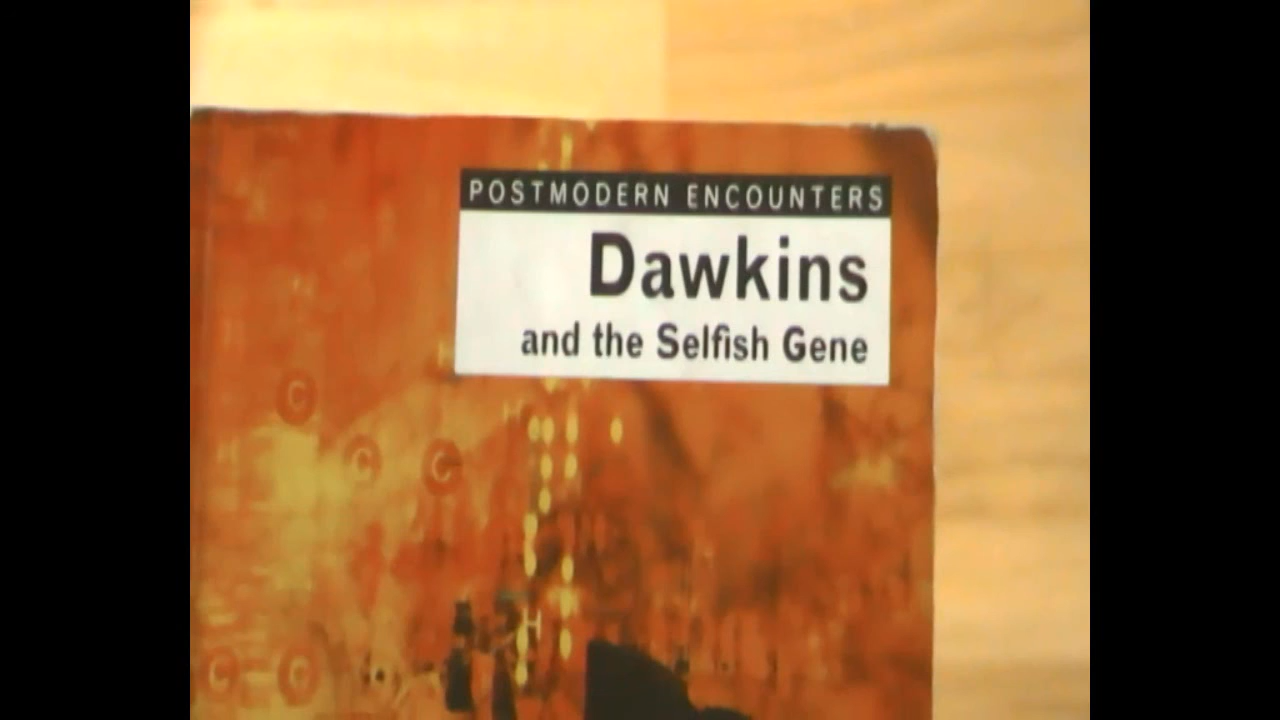 POSTMODERN ENCOUNTERS
Dawkins
and the Selfish Gene
C
C C
H
C C